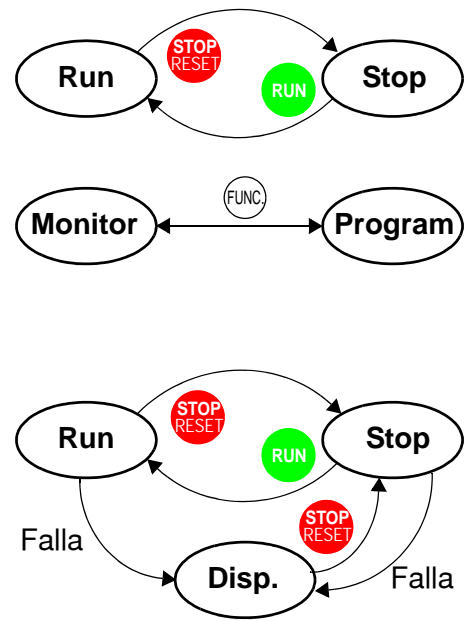 STOP
RESET
Run
Stop
RUN
FUNC.
Monitor
Program
STOP
RESET
Run
Stop
RUN
STOP
RESET
Falla
Disp.
Falla